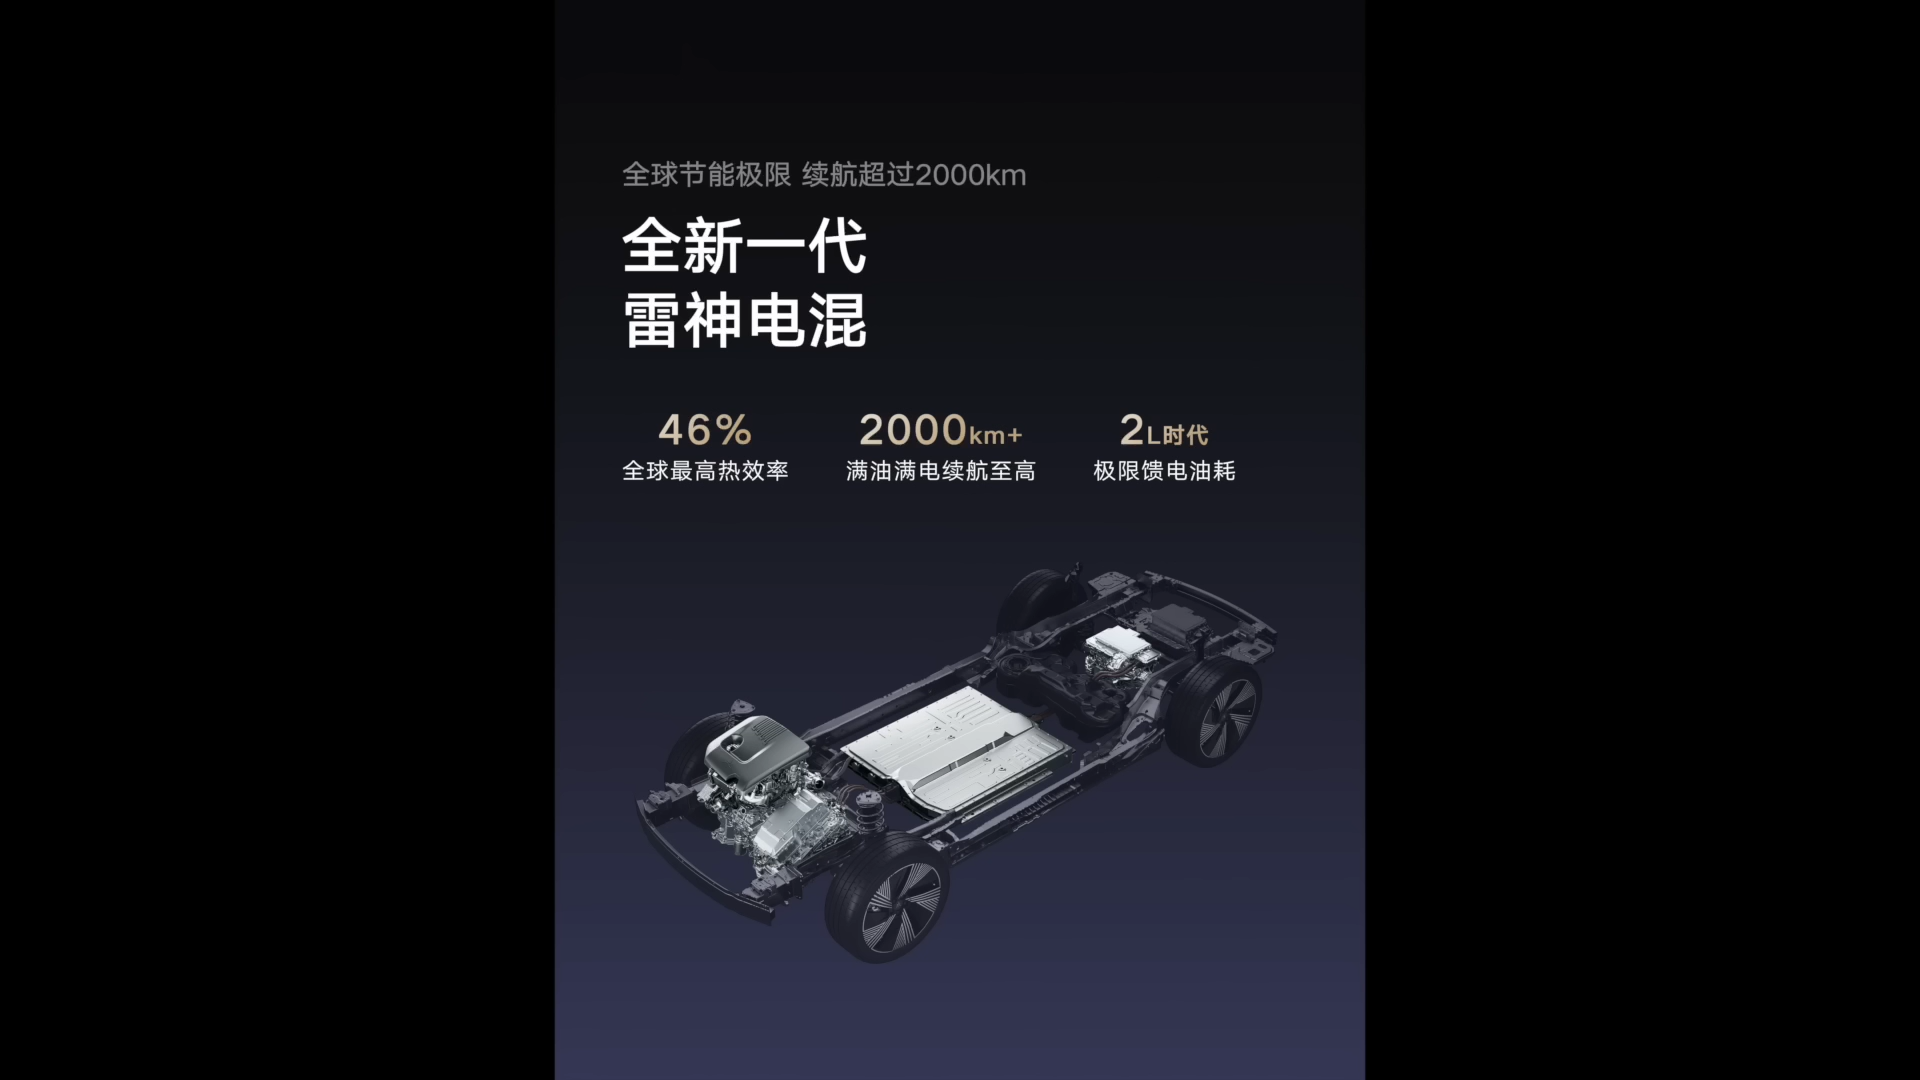 全球节能极限 续航超过2000km
全新一代
雷神电混
46% 2000km+ 2L时代
全球最高热效率 满油满电续航至高 极限馈电油耗